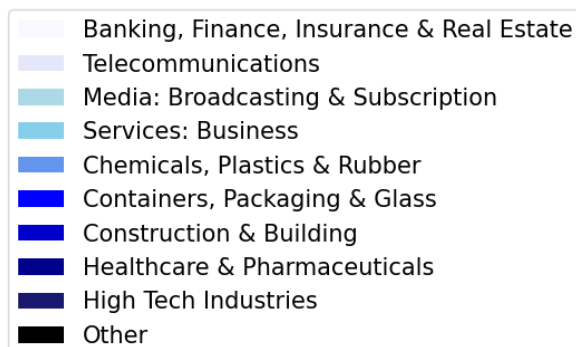 Banking, Finance, Insurance & Real Estate
Telecommunications
Media: Broadcasting & Subscription
Services: Business
Chemicals, Plastics & Rubber
Containers, Packaging & Glass
Construction & Building
Healthcare & Pharmaceuticals
High Tech Industries
Other